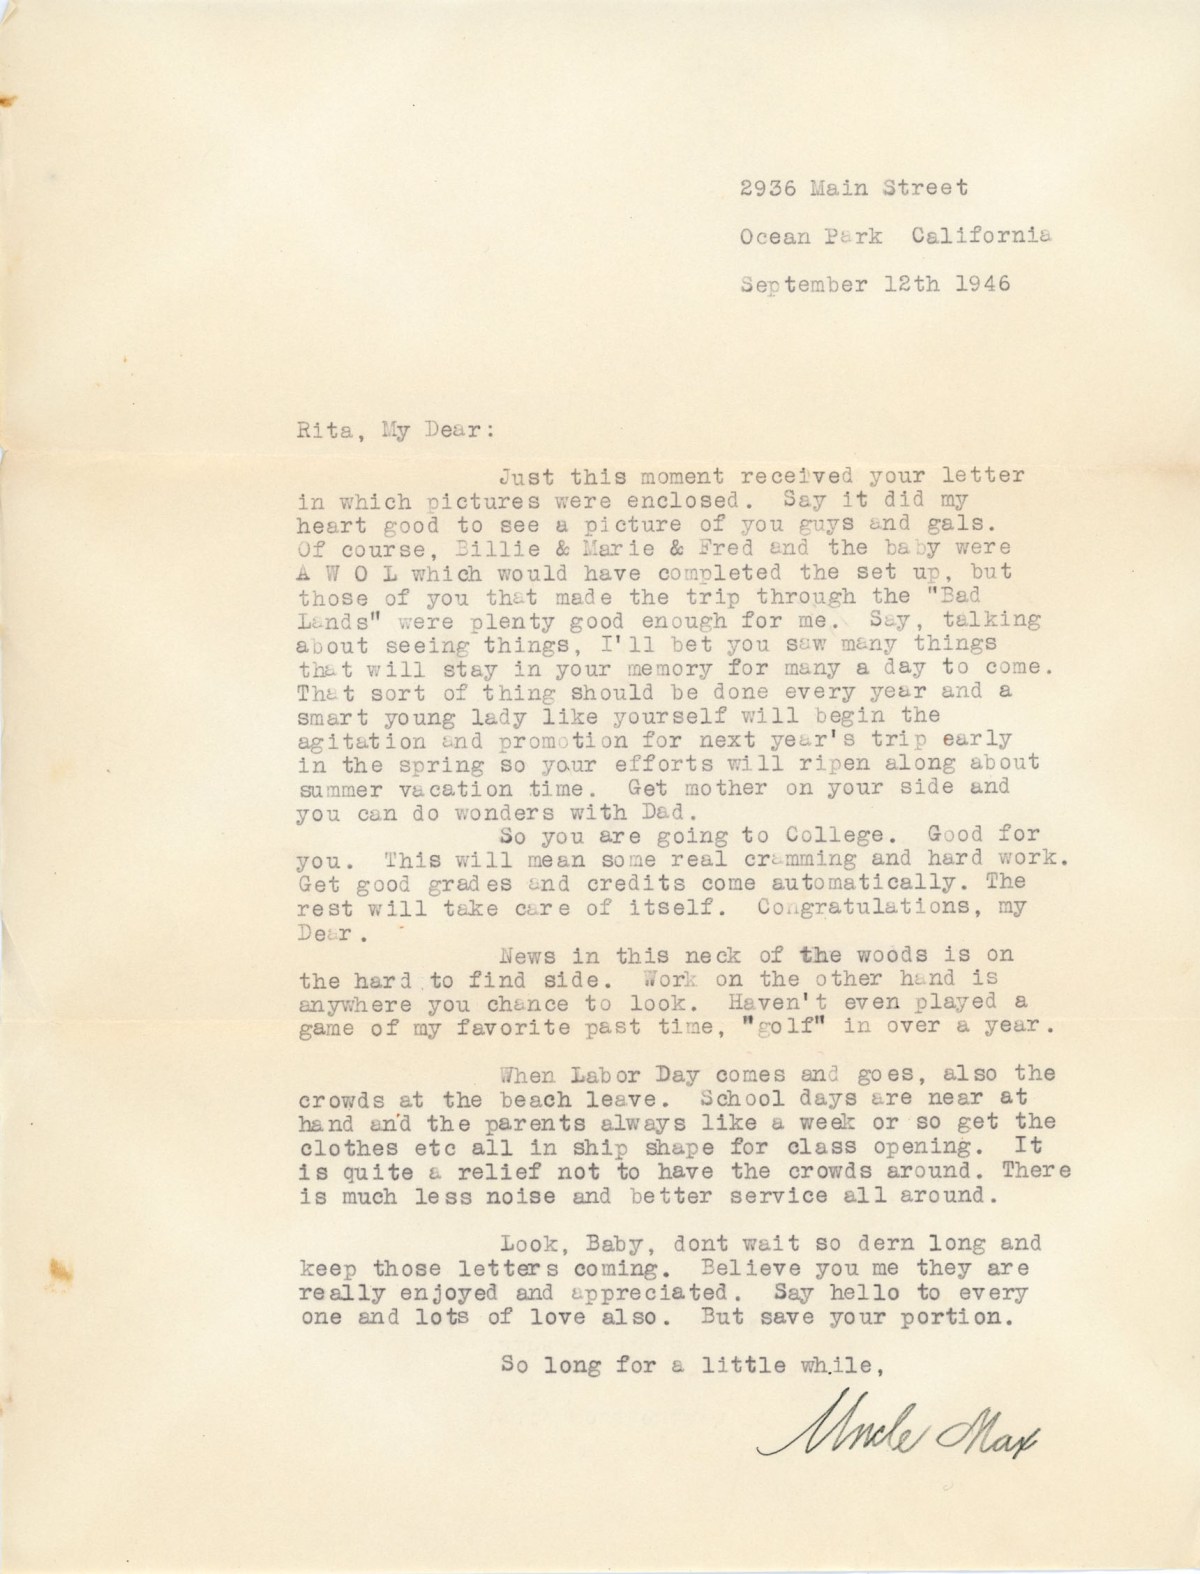 2936 Main Street
Ocean Park  California
September 12th 1946
Rita, My Dear:
Just this moment received your letter
in which pictures were enclosed.  Say it did my
heart good to see a picture of you guys and gals.
Of course, Billie & Marie & Fred and the baby were
A W O L which would have completed the set up, but
those of you that made the trip through the "Bad
Lands" were plenty good enough for me.  Say, talking
about seeing things, I'll bet you saw many things
that will stay in your memory for many a day to come.
That sort of thing should be done every year and a
smart young lady like yourself will begin the
agitation and promotion for next year's trip early
in the spring so your efforts will ripen along about
summer vacation time.  Get mother on your side and
you can do wonders with Dad.
So you are going to College.  Good for
you.  This will mean some real cramming and hard work.
Get good grades and credits come automatically. The
rest will take care of itself.  Congratulations, my
Dear.
News in this neck of the woods is on
the hard to find side.  Work on the other hand is
anywhere you chance to look.  Haven't even played a
game of my favorite past time, "golf" in over a year.
When Labor Day comes and goes, also the
crowds at the beach leave.  School days are near at
hand and the parents always like a week or so get the
clothes etc all in ship shape for class opening.  It
is quite a relief not to have the crowds around. There
is much less noise and better service all around.
Look, Baby, dont wait so dern long and
keep those letters coming.  Believe you me they are
really enjoyed and appreciated.  Say hello to every
one and lots of love also.  But save your portion.
So long for a little while,
Uncle Max